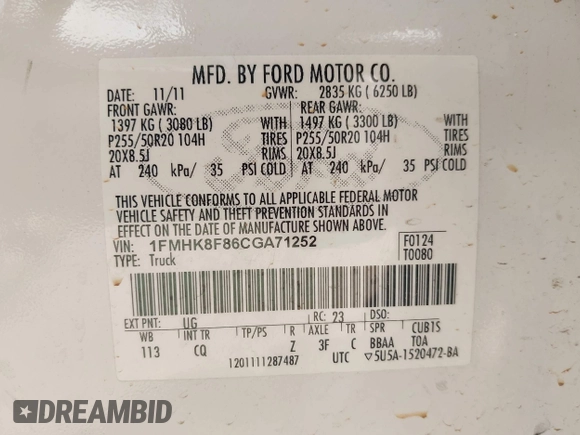 MFD. BY FORD MOTOR CO.
DATE: 11/11 GVWR: 2835 KG ( 6250 LB)
FRONT GAWR: REAR GAWR:
1397 KG ( 3080 LB) WITH 1497 KG ( 3300 LB) WITH
P255/50R20 104H TIRES P255/50R20 104H TIRES
20X8.5J RIMS 20X8.5J RIMS
AT 240 kPa/ 35 PSI COLD AT 240 kPa/ 35 PSI COLD
THIS VEHICLE CONFORMS TO ALL APPLICABLE FEDERAL MOTOR
VEHICLE SAFETY AND THEFT PREVENTION STANDARDS IN
EFFECT ON THE DATE OF MANUFACTURE SHOWN ABOVE.
VIN: 1FMHK8F86CGA71252 F0124
TYPE: Truck T0080
EXT PNT: UG RC: 23 DSO:
WB INT TR TP/PS R AXLE TR SPR CUB1S
113 CQ Z 3F C BBAA TOA
1201111287487 UTC ▽5U5A-1520472-BA
DREAMBID